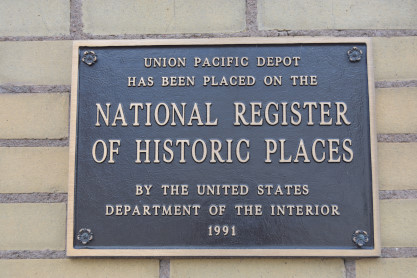 UNION PACIFIC DEPOT
HAS BEEN PLACED ON THE
NATIONAL REGISTER
OF HISTORIC PLACES
BY THE UNITED STATES
DEPARTMENT OF THE INTERIOR
1991